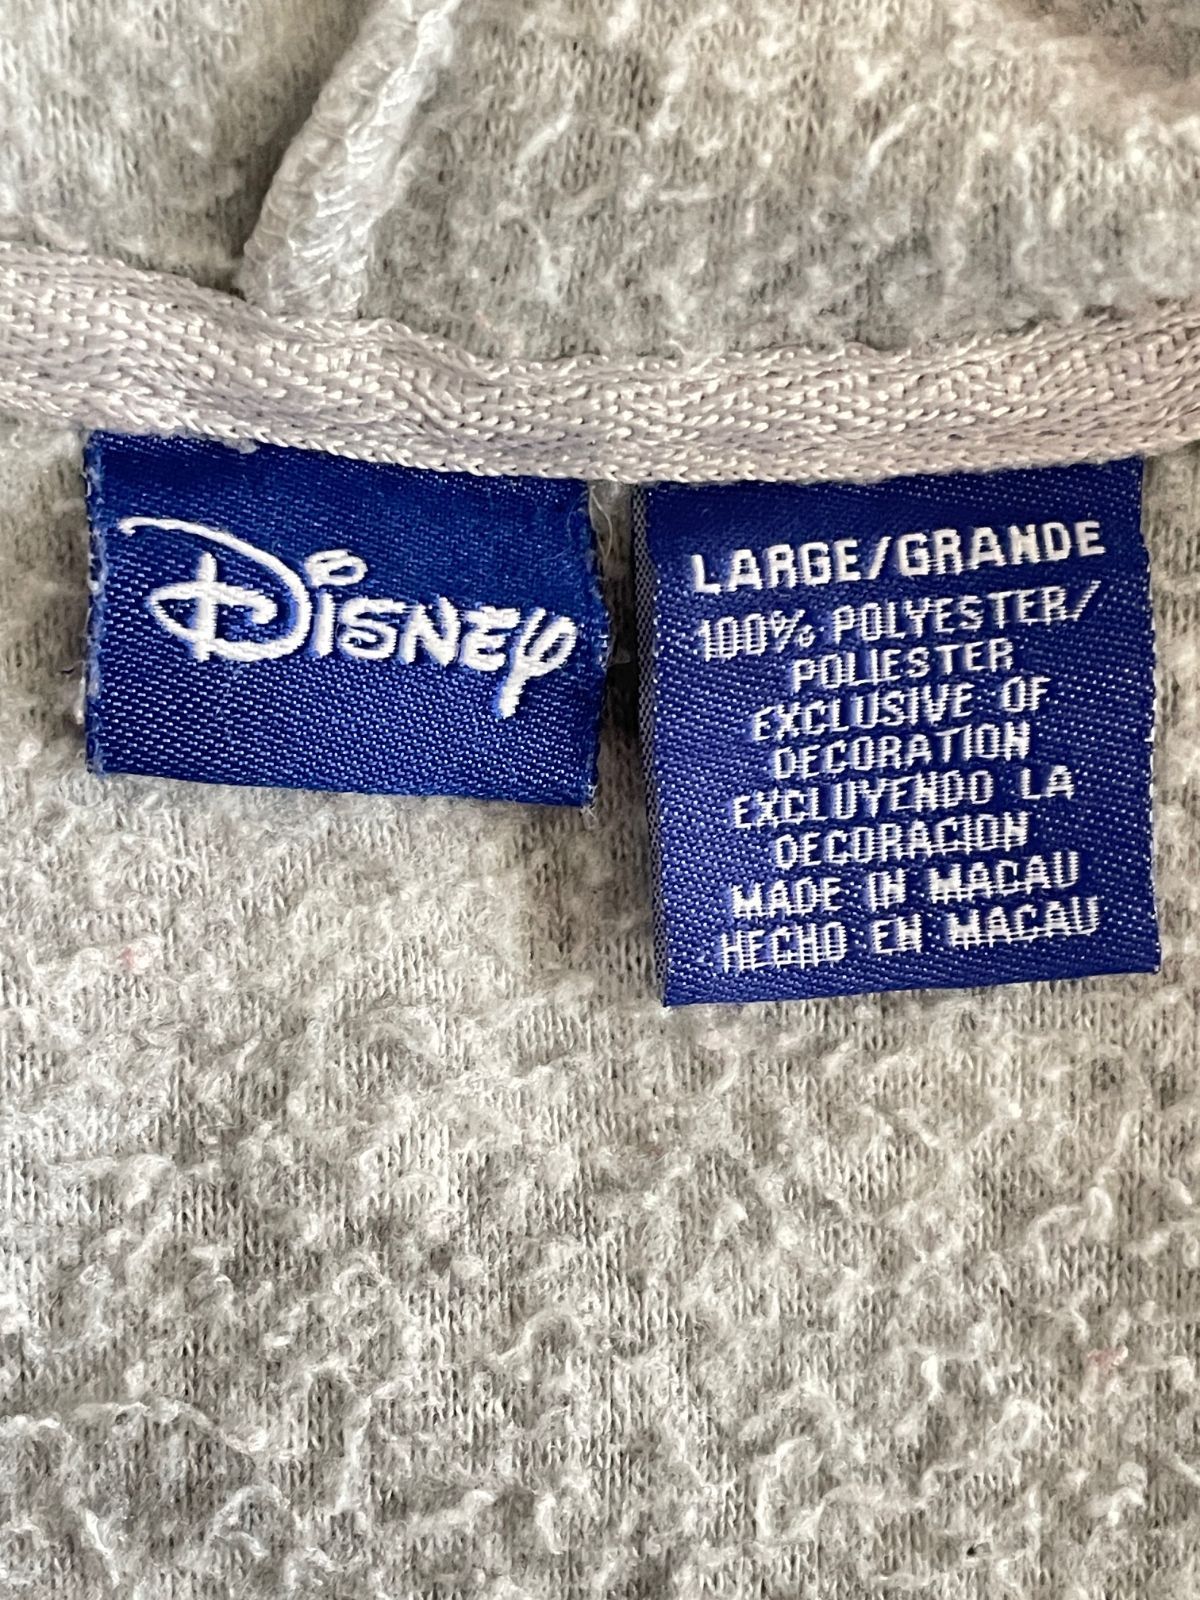 Disney
LARGE/GRANDE
100% POLYESTER/
POLIESTER
EXCLUSIVE OF
DECORATION
EXCLUYENDO LA
DECORACION
MADE IN MACAU
HECHO EN MACAU